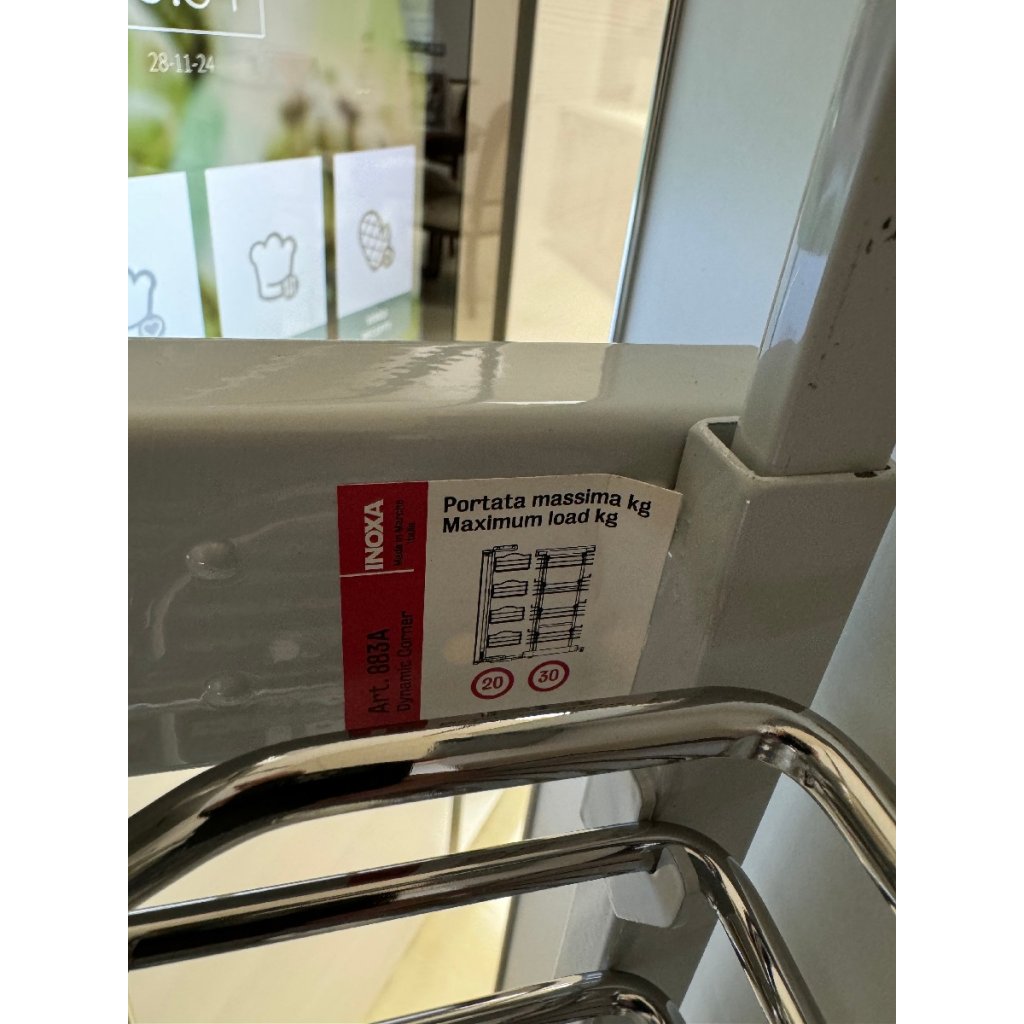 28-11-24
Portata massima kg
Maximum load kg
INOXA
Made in Marche
Italia
Art. 883A
Dynamic Corner
20
30